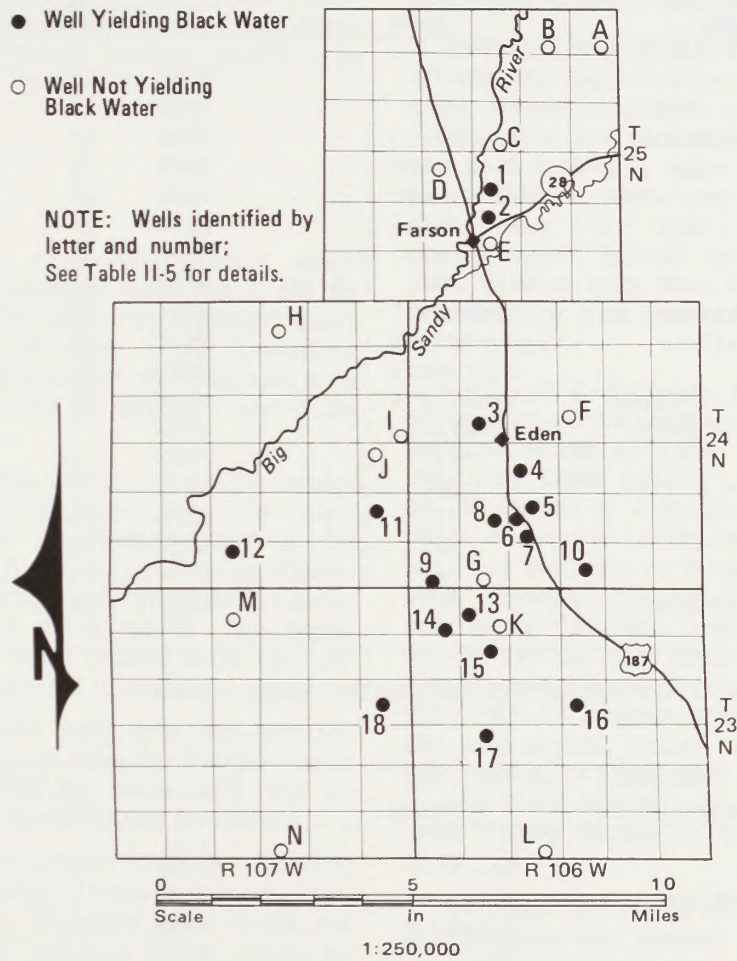 Well Yielding Black Water
Well Not Yielding
Black Water
NOTE: Wells identified by
letter and number;
See Table II-5 for details.
B
A
River
C
T
25
N
D
1
28
2
Farson
E
H
Sandy
I
3
F
J
Eden
T
24
N
Big
4
11
8
5
6
7
12
9
G
10
M
14
13
K
15
187
N
18
16
T
23
N
17
N
L
R 107 W
R 106 W
0
5
10
Scale
in
Miles
1:250,000